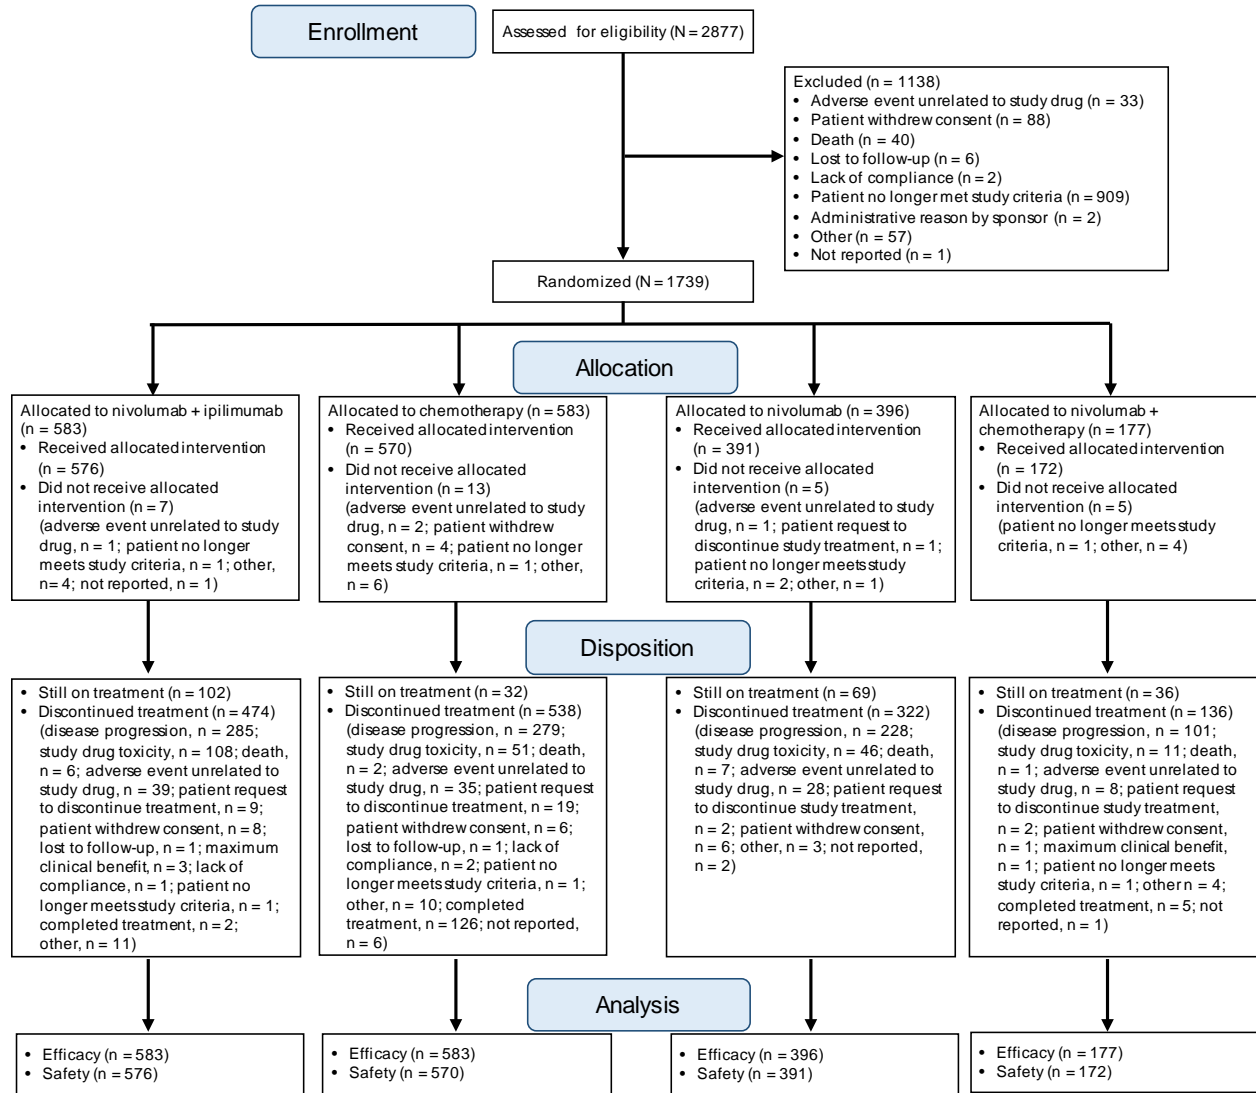 Enrollment
Assessed for eligibility (N = 2877)
Excluded (n = 1138)
• Adverse event unrelated to study drug (n = 33)
• Patient withdrew consent (n = 88)
• Death (n = 40)
• Lost to follow-up (n = 6)
• Lack of compliance (n = 2)
• Patient no longer met study criteria (n = 909)
• Administrative reason by sponsor (n = 2)
• Other (n = 57)
• Not reported (n = 1)
Randomized (N = 1739)
Allocation
Allocated to nivolumab + ipilimumab
(n = 583)
• Received allocated intervention
(n = 576)
• Did not receive allocated
intervention (n = 7)
(adverse event unrelated to study
drug, n = 1; patient no longer
meets study criteria, n = 1; other,
n= 4; not reported, n = 1)
Allocated to chemotherapy (n = 583)
• Received allocated intervention
(n = 570)
• Did not receive allocated
intervention (n = 13)
(adverse event unrelated to study
drug, n = 2; patient withdrew
consent, n = 4; patient no longer
meets study criteria, n = 1; other,
n = 6)
Allocated to nivolumab (n = 396)
• Received allocated intervention
(n = 391)
• Did not receive allocated
intervention (n = 5)
(adverse event unrelated to study
drug, n = 1; patient request to
discontinue study treatment, n = 1;
patient no longer meets study
criteria, n = 2; other, n = 1)
Allocated to nivolumab +
chemotherapy (n = 177)
• Received allocated intervention
(n = 172)
• Did not receive allocated
intervention (n = 5)
(patient no longer meets study
criteria, n = 1; other, n = 4)
Disposition
• Still on treatment (n = 102)
• Discontinued treatment (n = 474)
(disease progression, n = 285;
study drug toxicity, n = 108; death,
n = 6; adverse event unrelated to
study drug, n = 39; patient request
to discontinue treatment, n = 9;
patient withdrew consent, n = 8;
lost to follow-up, n = 1; maximum
clinical benefit, n = 3; lack of
compliance, n = 1; patient no
longer meets study criteria, n = 1;
completed treatment, n = 2;
other, n = 11)
• Still on treatment (n = 32)
• Discontinued treatment (n = 538)
(disease progression, n = 279;
study drug toxicity, n = 51; death,
n = 2; adverse event unrelated to
study drug, n = 35; patient request
to discontinue treatment, n = 19;
patient withdrew consent, n = 6;
lost to follow-up, n = 1; lack of
compliance, n = 2; patient no
longer meets study criteria, n = 1;
other, n = 10; completed
treatment, n = 126; not reported,
n = 6)
• Still on treatment (n = 69)
• Discontinued treatment (n = 322)
(disease progression, n = 228;
study drug toxicity, n = 46; death,
n = 7; adverse event unrelated to
study drug, n = 28; patient request
to discontinue study treatment,
n = 2; patient withdrew consent,
n = 6; other, n = 3; not reported,
n = 2)
• Still on treatment (n = 36)
• Discontinued treatment (n = 136)
(disease progression, n = 101;
study drug toxicity, n = 11; death,
n = 1; adverse event unrelated to
study drug, n = 8; patient request
to discontinue study treatment,
n = 2; patient withdrew consent,
n = 1; maximum clinical benefit,
n = 1; patient no longer meets
study criteria, n = 1; other n = 4;
completed treatment, n = 5; not
reported, n = 1)
Analysis
• Efficacy (n = 583)
• Safety (n = 576)
• Efficacy (n = 583)
• Safety (n = 570)
• Efficacy (n = 396)
• Safety (n = 391)
• Efficacy (n = 177)
• Safety (n = 172)